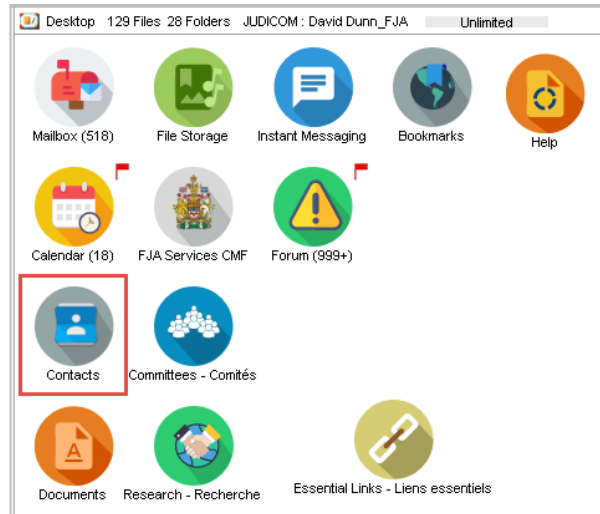 Desktop 129 Files 28 Folders JUDICOM : David Dunn_FJA Unlimited
Mailbox (518) File Storage Instant Messaging Bookmarks Help
Calendar (18) FJA Services CMF Forum (999+)
Contacts Committees - Comités
A
Documents Research - Recherche Essential Links - Liens essentiels